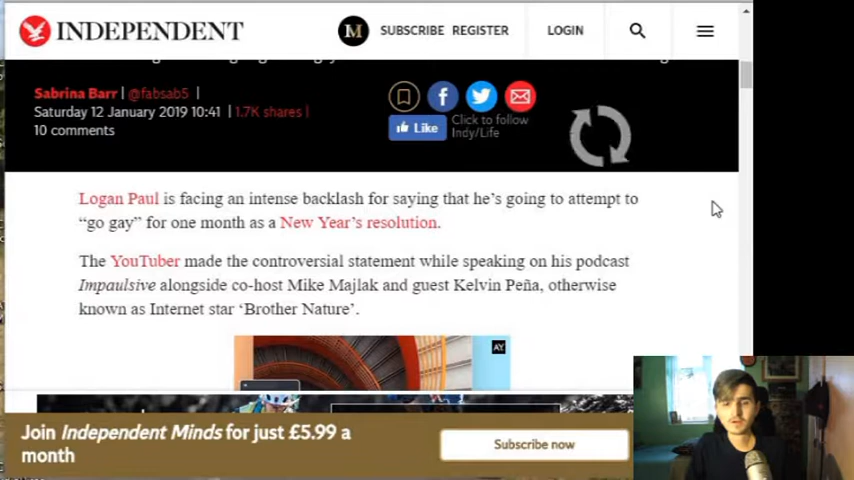 INDEPENDENT
M
SUBSCRIBE REGISTER
LOGIN
Sabrina Barr | @fabsab5 |
Saturday 12 January 2019 10:41 | 1.7K shares |
10 comments
Like
Click to follow
Indy/Life
Logan Paul is facing an intense backlash for saying that he's going to attempt to
“go gay” for one month as a New Year's resolution.
The YouTuber made the controversial statement while speaking on his podcast
Impaulsive alongside co-host Mike Majlak and guest Kelvin Peña, otherwise
known as Internet star ‘Brother Nature’.
AY
Join Independent Minds for just £5.99 a
month
Subscribe now